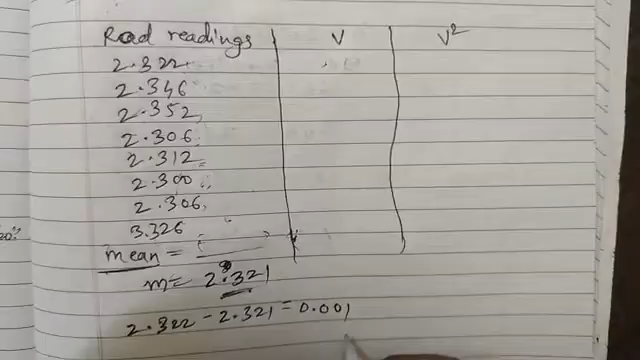 Road readings V V²
2.322
2.346
2.352
2.306
2.312
2.300
2.306
3.326
mean =
m = 2.321
2.322 - 2.321 = 0.001